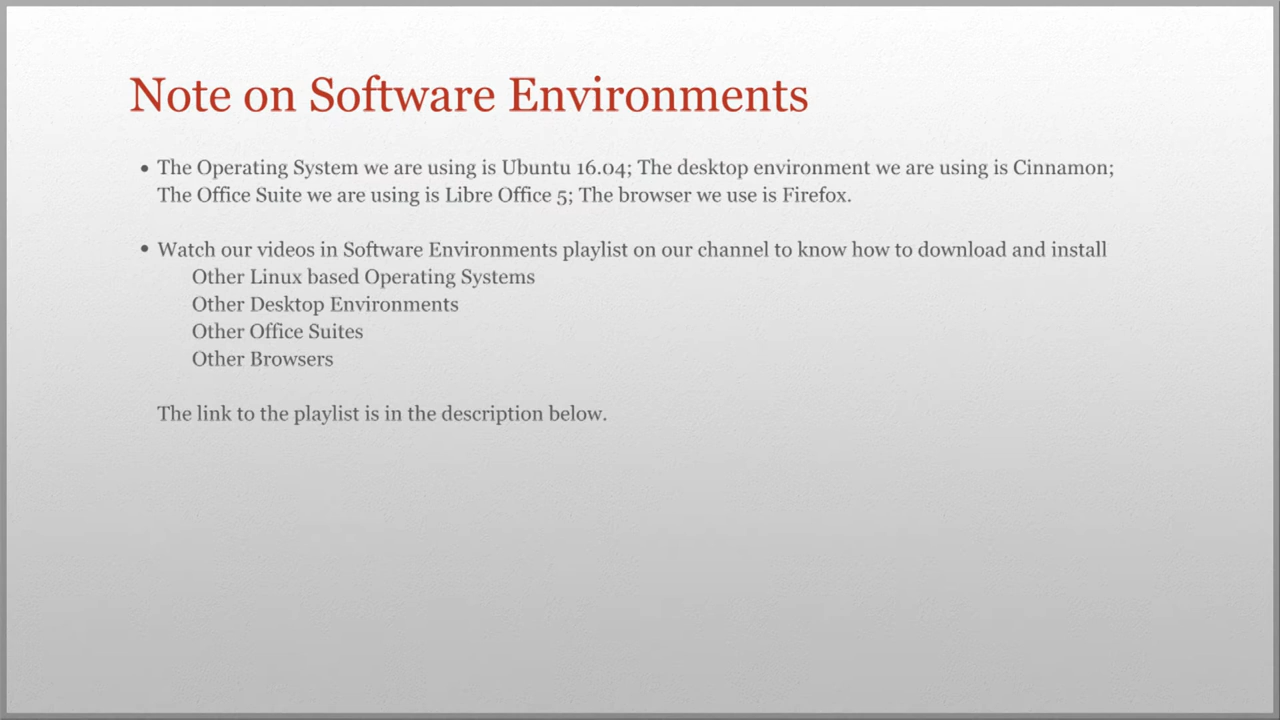 Note on Software Environments
• The Operating System we are using is Ubuntu 16.04; The desktop environment we are using is Cinnamon;
The Office Suite we are using is Libre Office 5; The browser we use is Firefox.
• Watch our videos in Software Environments playlist on our channel to know how to download and install
Other Linux based Operating Systems
Other Desktop Environments
Other Office Suites
Other Browsers
The link to the playlist is in the description below.